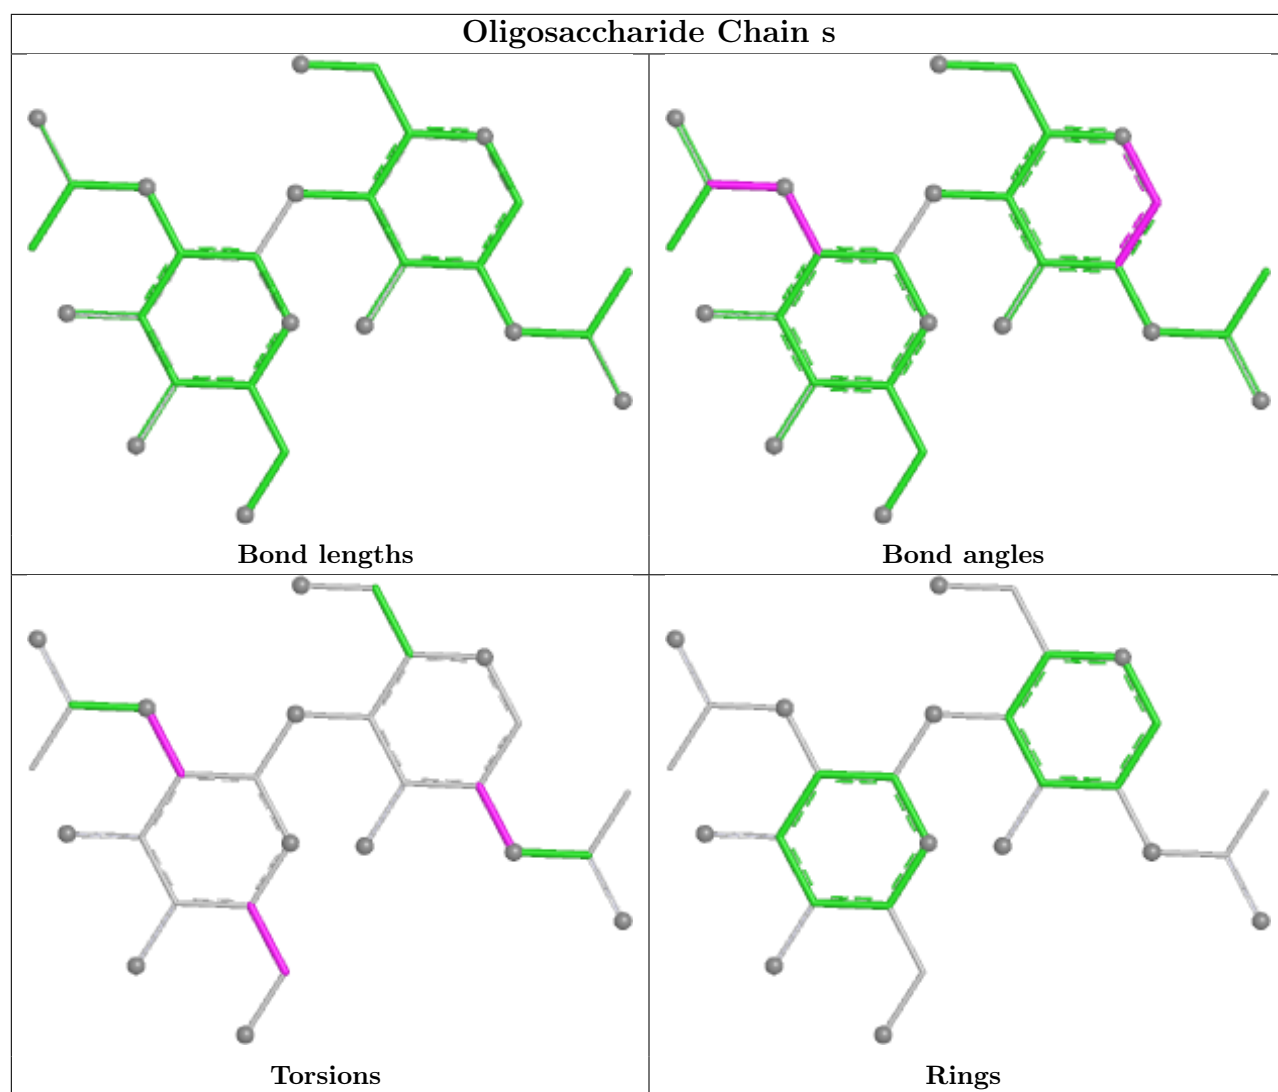 Oligosaccharide Chain s
Bond lengths
Bond angles
Torsions
Rings